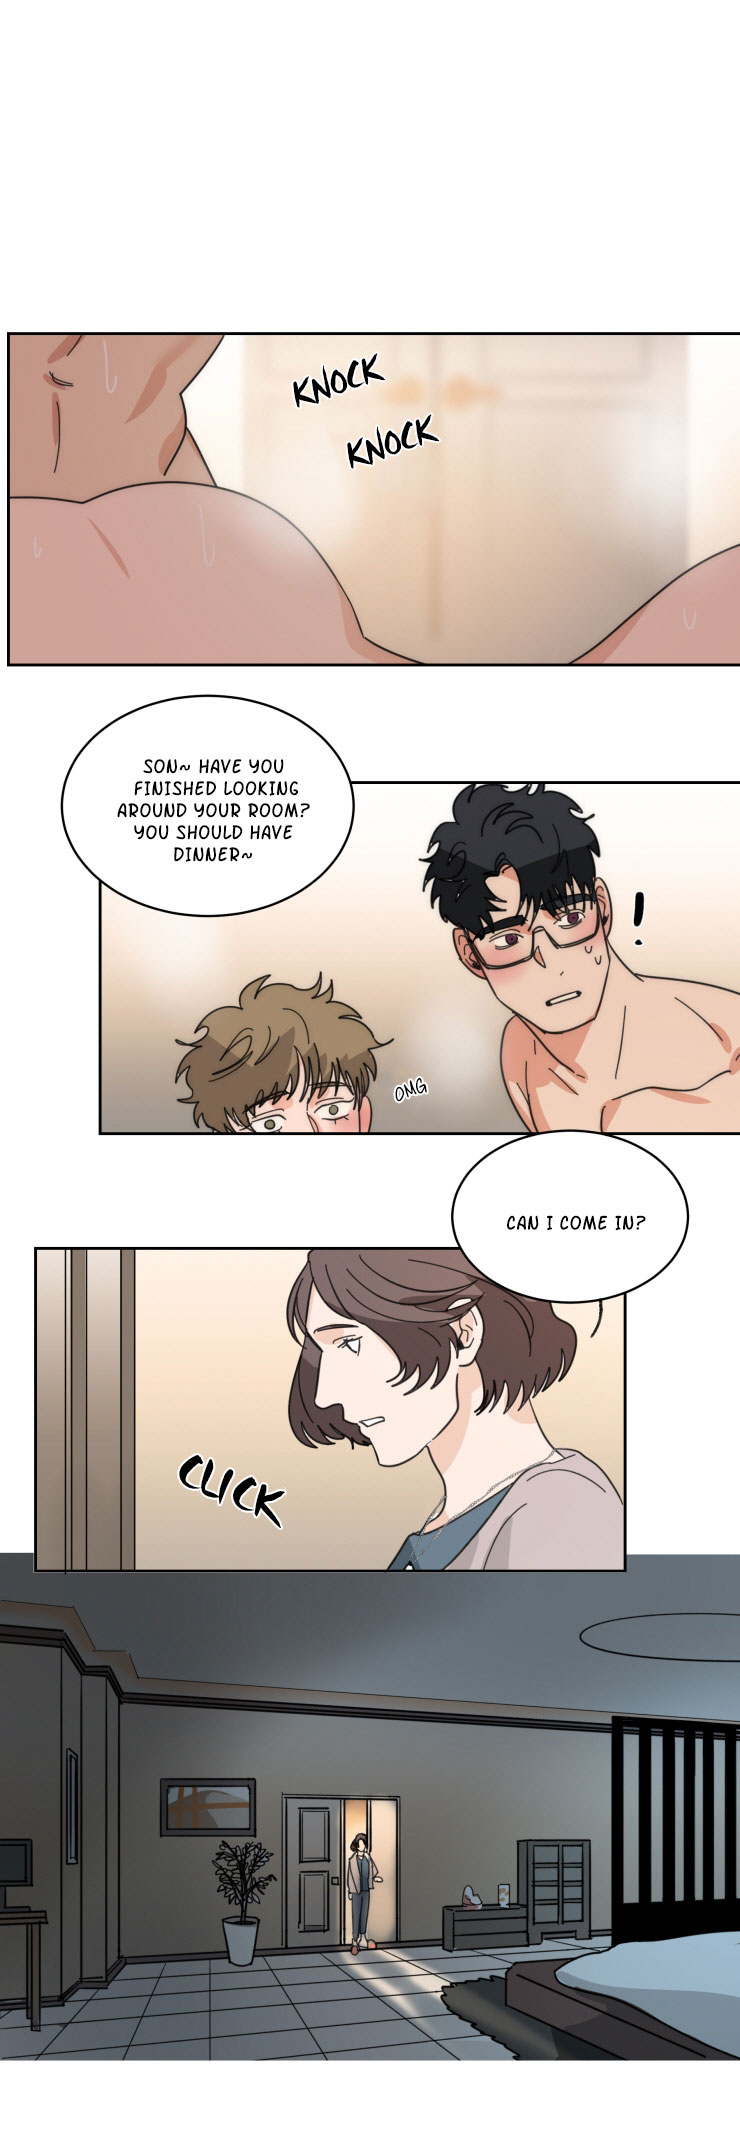 KNOCK
KNOCK
SON~ HAVE YOU
FINISHED LOOKING
AROUND YOUR ROOM?
YOU SHOULD HAVE
DINNER~
!
OMG
CAN I COME IN?
CLICK